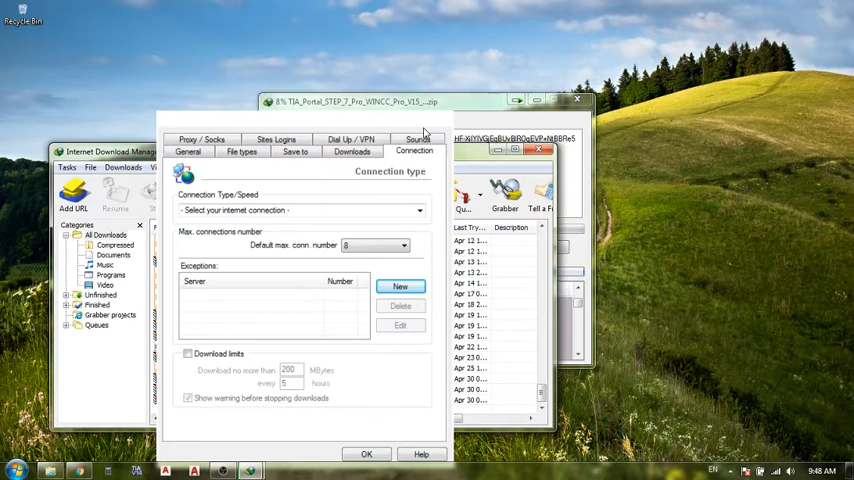 Recycle Bin
8% TIA_Portal_STEP_7_Pro_WINCC_Pro_V15_...zip
Internet Download Mana
Tasks File Downloads
Add URL
Resume
Qu...
Grabber
Tell a F
Categories
All Downloads
Compressed
Documents
Music
Programs
Video
Unfinished
Finished
Grabber projects
Queues
Proxy / Socks
Sites Logins
Dial Up / VPN
Sounds
General
File types
Save to
Downloads
Connection
Connection type
Connection Type/Speed
- Select your internet connection -
Max. connections number
Default max. conn. number
8
Exceptions:
Server
Number
New
Delete
Edit
Download limits
Download no more than
200
MBytes
every
5
hours
Show warning before stopping downloads
OK
Help
Last Try...
Description
Apr 12 1...
Apr 12 1...
Apr 13 1...
Apr 13 2...
Apr 14 1...
Apr 17 0...
Apr 18 2...
Apr 19 1...
Apr 19 1...
Apr 19 1...
Apr 22 1...
Apr 23 1...
Apr 25 1...
Apr 30 0...
Apr 30 0...
Apr 30 0...
TIA
EN
9:48 AM